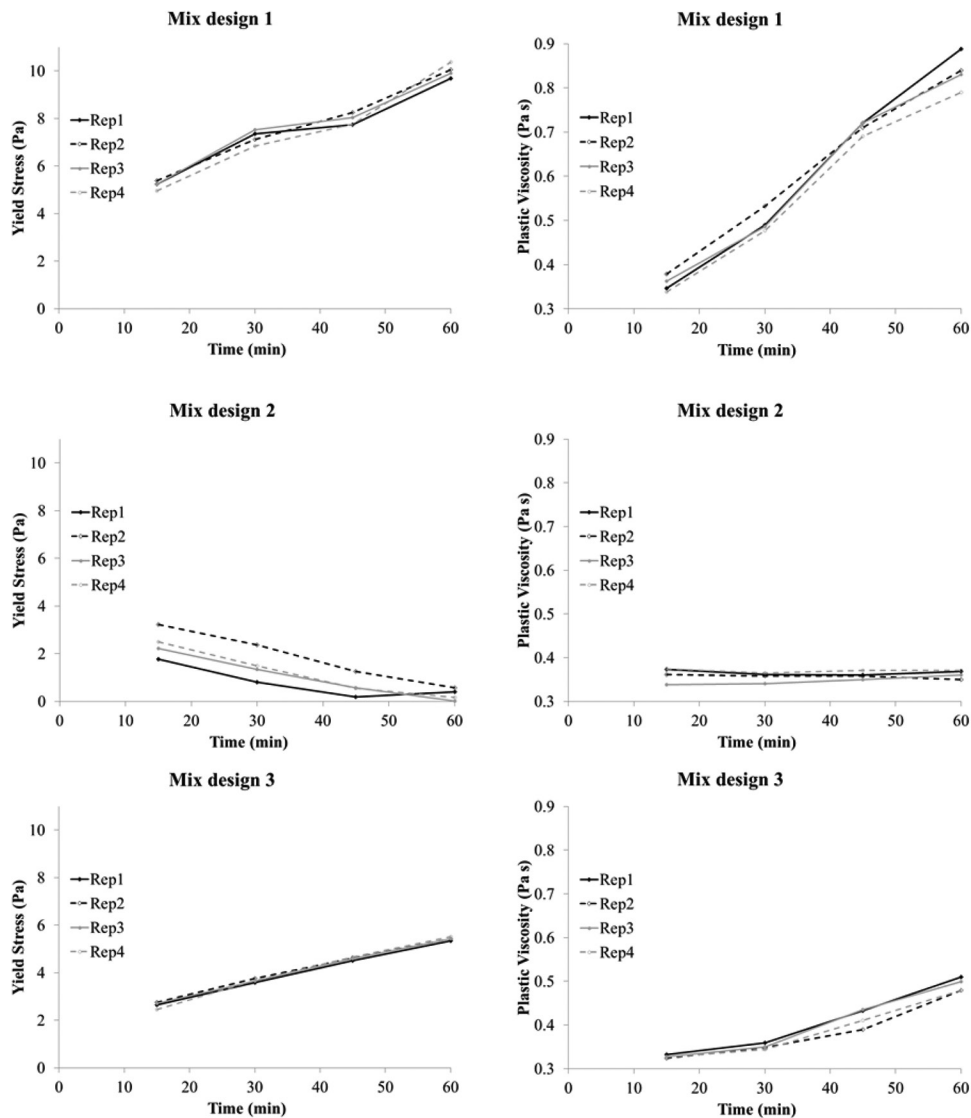 Mix design 1
Yield Stress (Pa)
10
8
6
4
2
0
Rep1
Rep2
Rep3
Rep4
0 10 20 30 40 50 60
Time (min)
Mix design 1
Plastic Viscosity (Pa s)
0.9
0.8
0.7
0.6
0.5
0.4
0.3
Rep1
Rep2
Rep3
Rep4
0 10 20 30 40 50 60
Time (min)
Mix design 2
Yield Stress (Pa)
10
8
6
4
2
0
Rep1
Rep2
Rep3
Rep4
0 10 20 30 40 50 60
Time (min)
Mix design 2
Plastic Viscosity (Pa s)
0.9
0.8
0.7
0.6
0.5
0.4
0.3
Rep1
Rep2
Rep3
Rep4
0 10 20 30 40 50 60
Time (min)
Mix design 3
Yield Stress (Pa)
10
8
6
4
2
0
Rep1
Rep2
Rep3
Rep4
0 10 20 30 40 50 60
Time (min)
Mix design 3
Plastic Viscosity (Pa s)
0.9
0.8
0.7
0.6
0.5
0.4
0.3
Rep1
Rep2
Rep3
Rep4
0 10 20 30 40 50 60
Time (min)